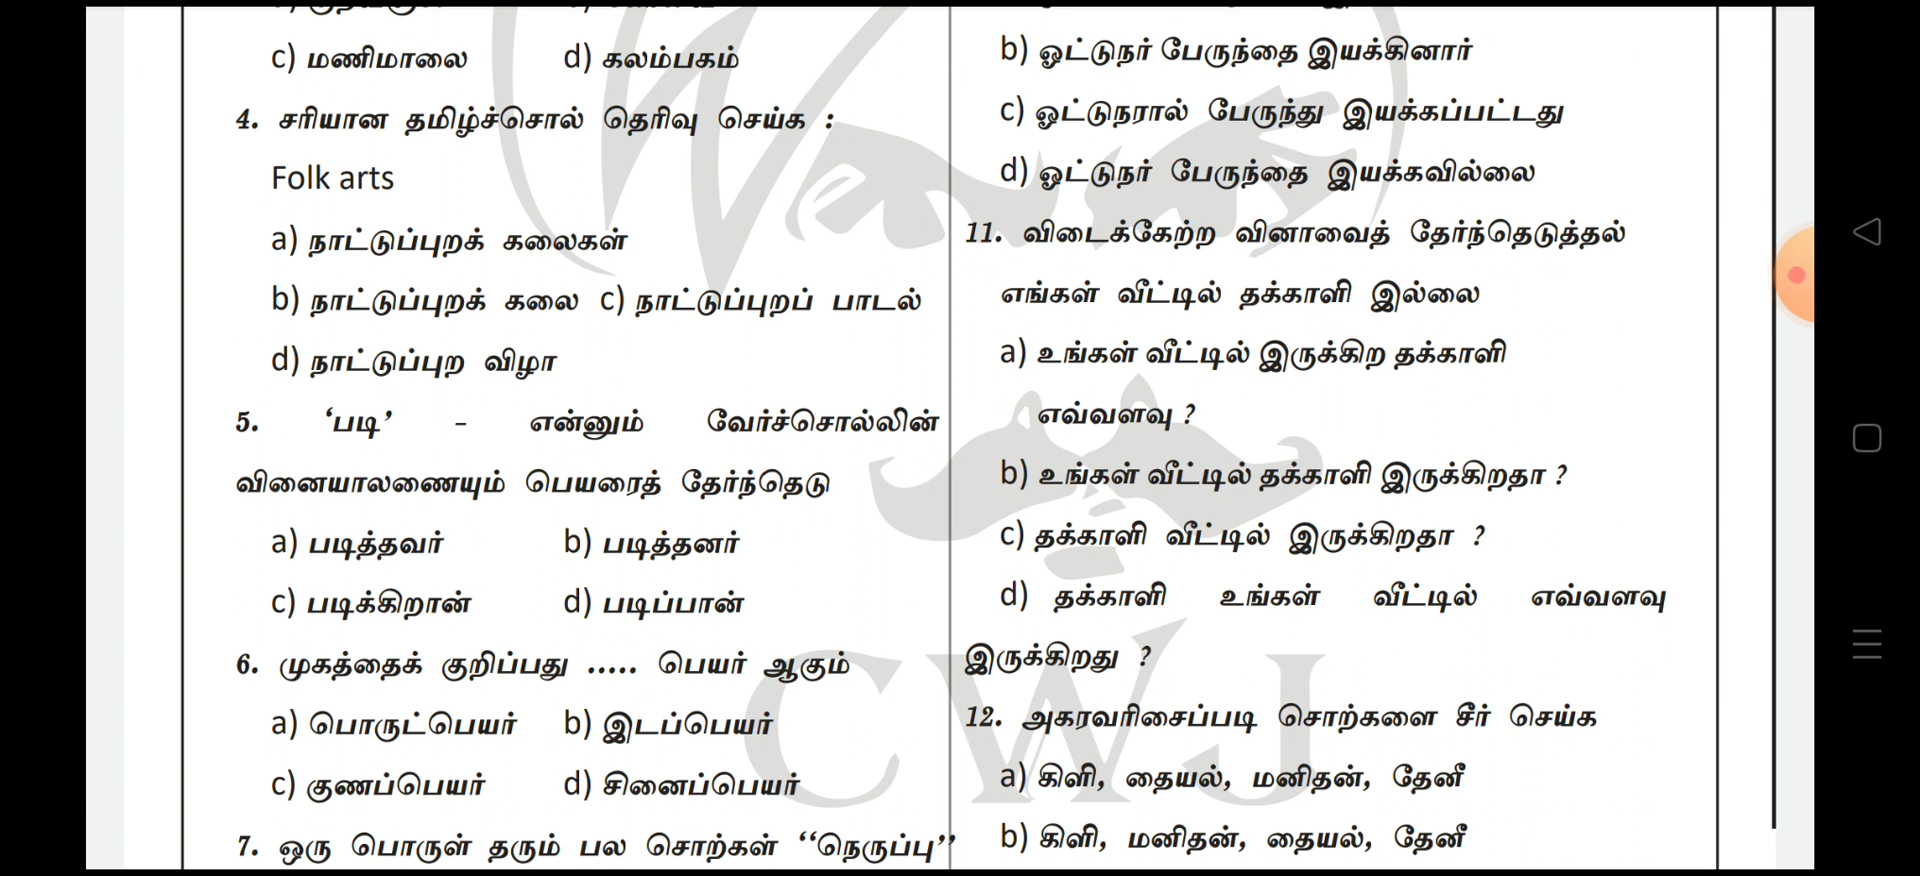 c) மணிமாலை d) கலம்பகம்
4. சரியான தமிழ்ச்சொல் தெரிவு செய்க :
Folk arts
a) நாட்டுப்புறக் கலைகள்
b) நாட்டுப்புறக் கலை c) நாட்டுப்புறப் பாடல்
d) நாட்டுப்புற விழா
5. ‘படி’ - என்னும் வேர்ச்சொல்லின்
வினையாலணையும் பெயரைத் தேர்ந்தெடு
a) படித்தவர் b) படித்தனர்
c) படிக்கிறான் d) படிப்பான்
6. முகத்தைக் குறிப்பது ..... பெயர் ஆகும்
a) பொருட்பெயர் b) இடப்பெயர்
c) குணப்பெயர் d) சினைப்பெயர்
7. ஒரு பொருள் தரும் பல சொற்கள் “நெருப்பு”
b) ஓட்டுநர் பேருந்தை இயக்கினார்
c) ஓட்டுநரால் பேருந்து இயக்கப்பட்டது
d) ஓட்டுநர் பேருந்தை இயக்கவில்லை
11. விடைக்கேற்ற வினாவைத் தேர்ந்தெடுத்தல்
எங்கள் வீட்டில் தக்காளி இல்லை
a) உங்கள் வீட்டில் இருக்கிற தக்காளி
எவ்வளவு ?
b) உங்கள் வீட்டில் தக்காளி இருக்கிறதா ?
c) தக்காளி வீட்டில் இருக்கிறதா ?
d) தக்காளி உங்கள் வீட்டில் எவ்வளவு
இருக்கிறது ?
12. அகரவரிசைப்படி சொற்களை சீர் செய்க
a) கிளி, தையல், மனிதன், தேனீ
b) கிளி, மனிதன், தையல், தேனீ
CWJ